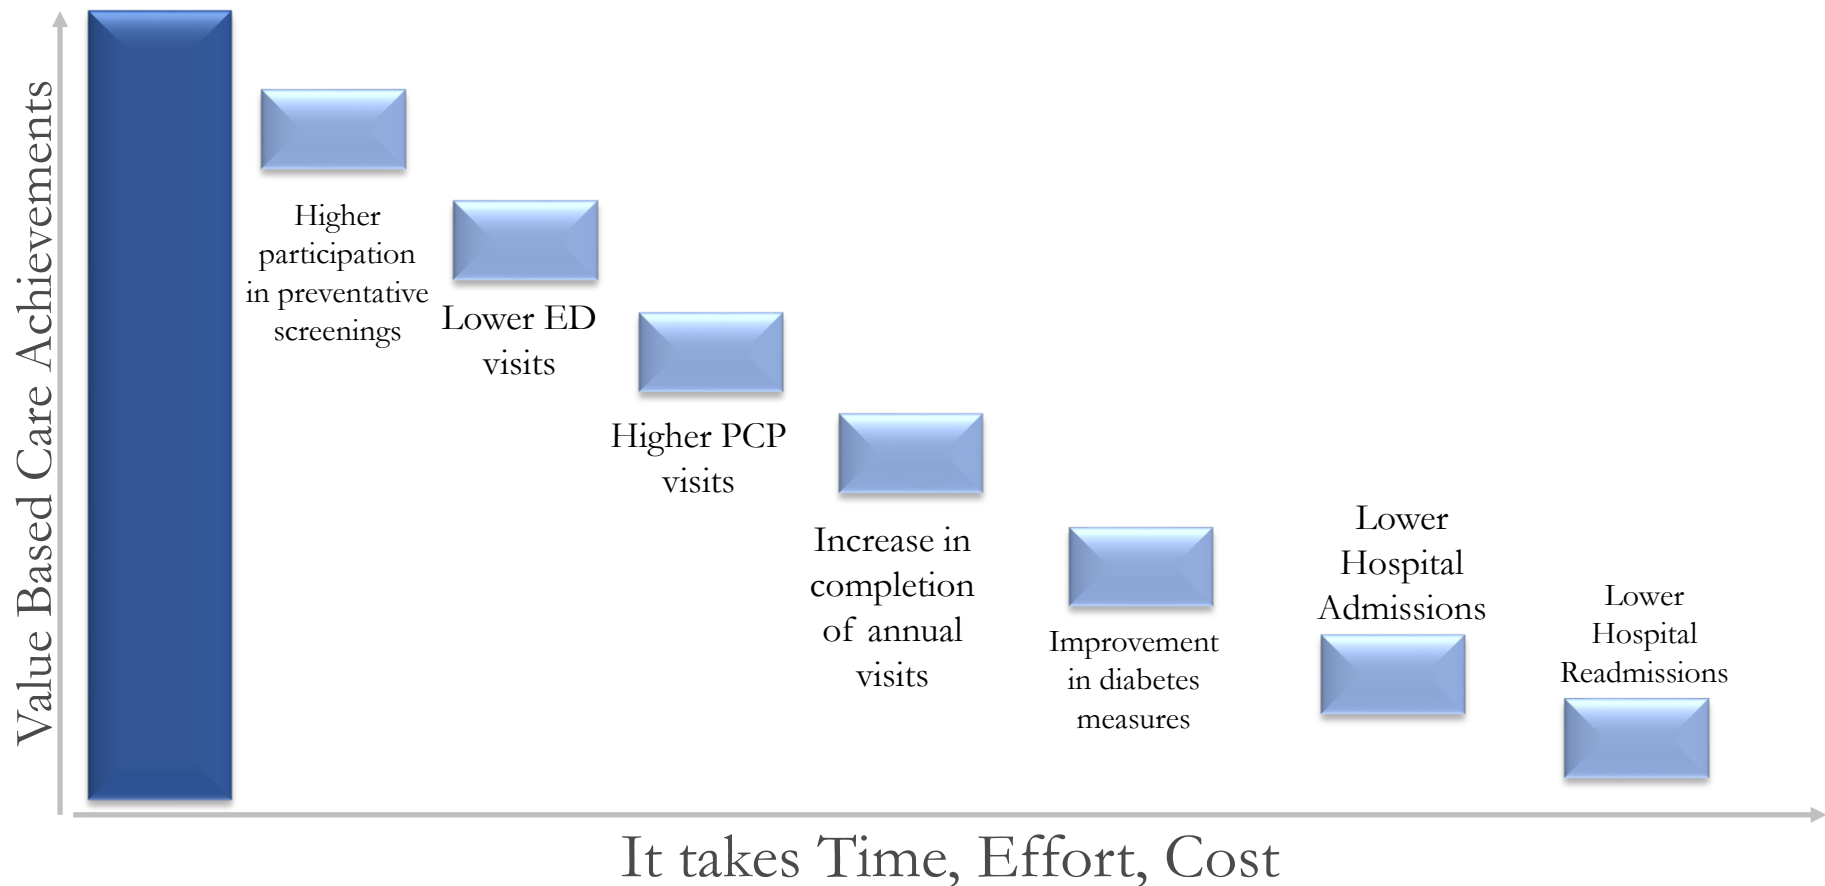 Value Based Care Achievements
Higher
participation
in preventative
screenings
Lower ED
visits
Higher PCP
visits
Increase in
completion
of annual
visits
Improvement
in diabetes
measures
Lower
Hospital
Admissions
Lower
Hospital
Readmissions
It takes Time, Effort, Cost